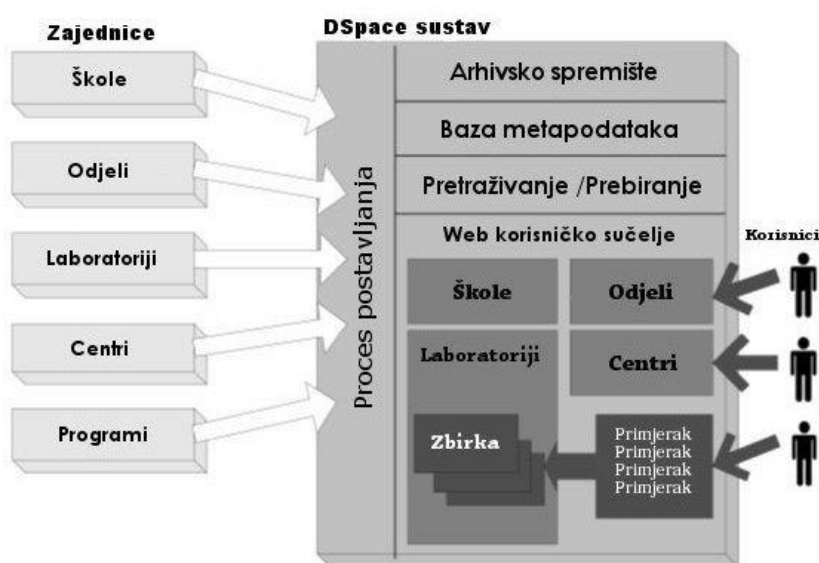 Zajednice
Škole
Odjeli
Laboratoriji
Centri
Programi
DSpace sustav
Proces postavljanja
Arhivsko spremište
Baza metapodataka
Pretraživanje /Prebiranje
Web korisničko sučelje
Škole
Odjeli
Laboratoriji
Centri
Zbirka
Primjerak
Primjerak
Primjerak
Primjerak
Korisnici